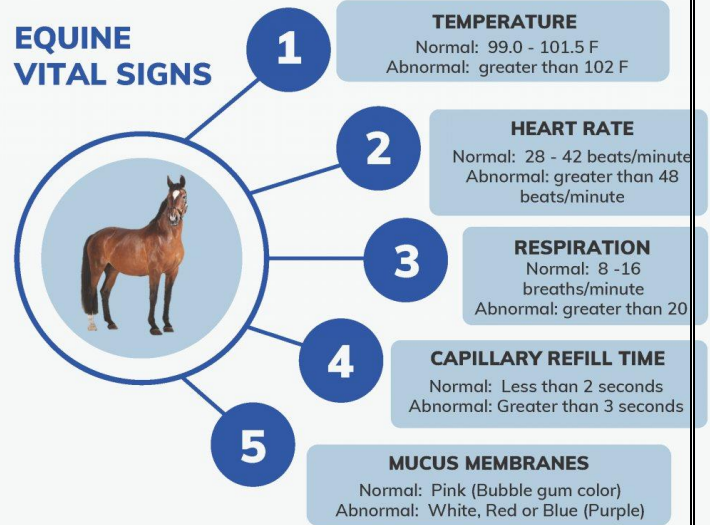 EQUINE
VITAL SIGNS
1
TEMPERATURE
Normal: 99.0 - 101.5 F
Abnormal: greater than 102 F
2
HEART RATE
Normal: 28 - 42 beats/minute
Abnormal: greater than 48
beats/minute
3
RESPIRATION
Normal: 8 -16
breaths/minute
Abnormal: greater than 20
4
CAPILLARY REFILL TIME
Normal: Less than 2 seconds
Abnormal: Greater than 3 seconds
5
MUCUS MEMBRANES
Normal: Pink (Bubble gum color)
Abnormal: White, Red or Blue (Purple)